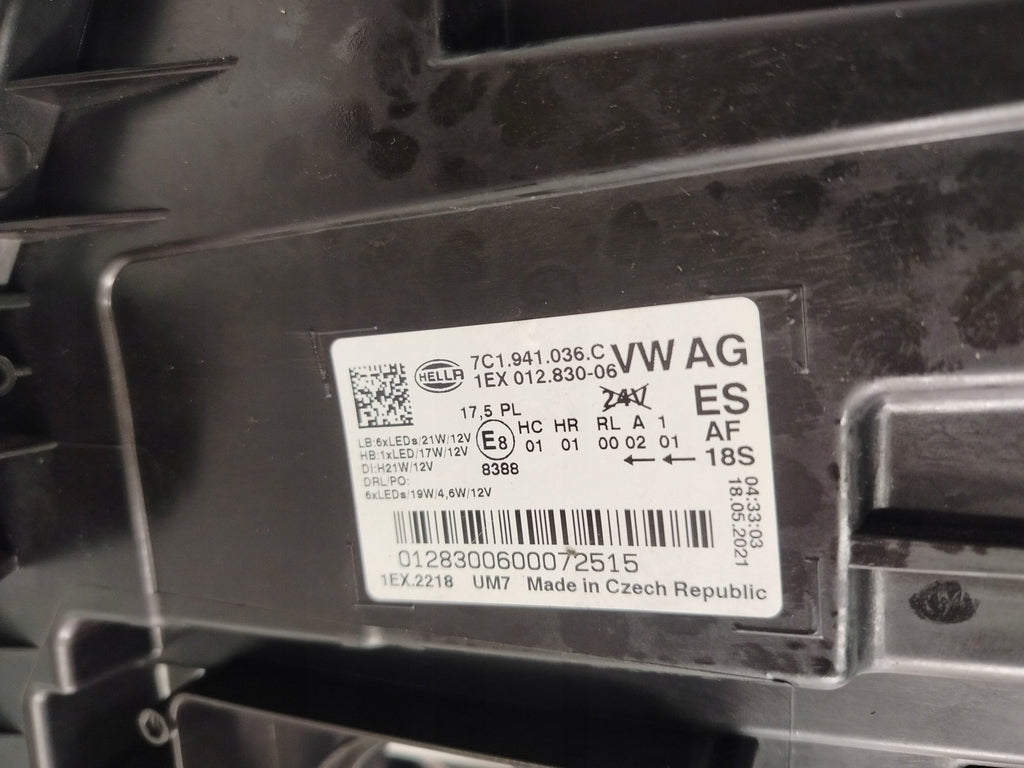 7C1.941.036.C
HELLA
1EX 012.830-06
VW AG
24V
ES
17,5 PL
HC HR RL A 1
AF
E8
01 01 00 02 01
← ← 18S
8388
LB:6xLEDs/21W/12V
HB:1xLED/17W/12V
DI:H21W/12V
DRL/PO:
6xLEDs/19W/4,6W/12V
04:33:03
18.05.2021
0128300600072515
1EX.2218 UM7 Made in Czech Republic